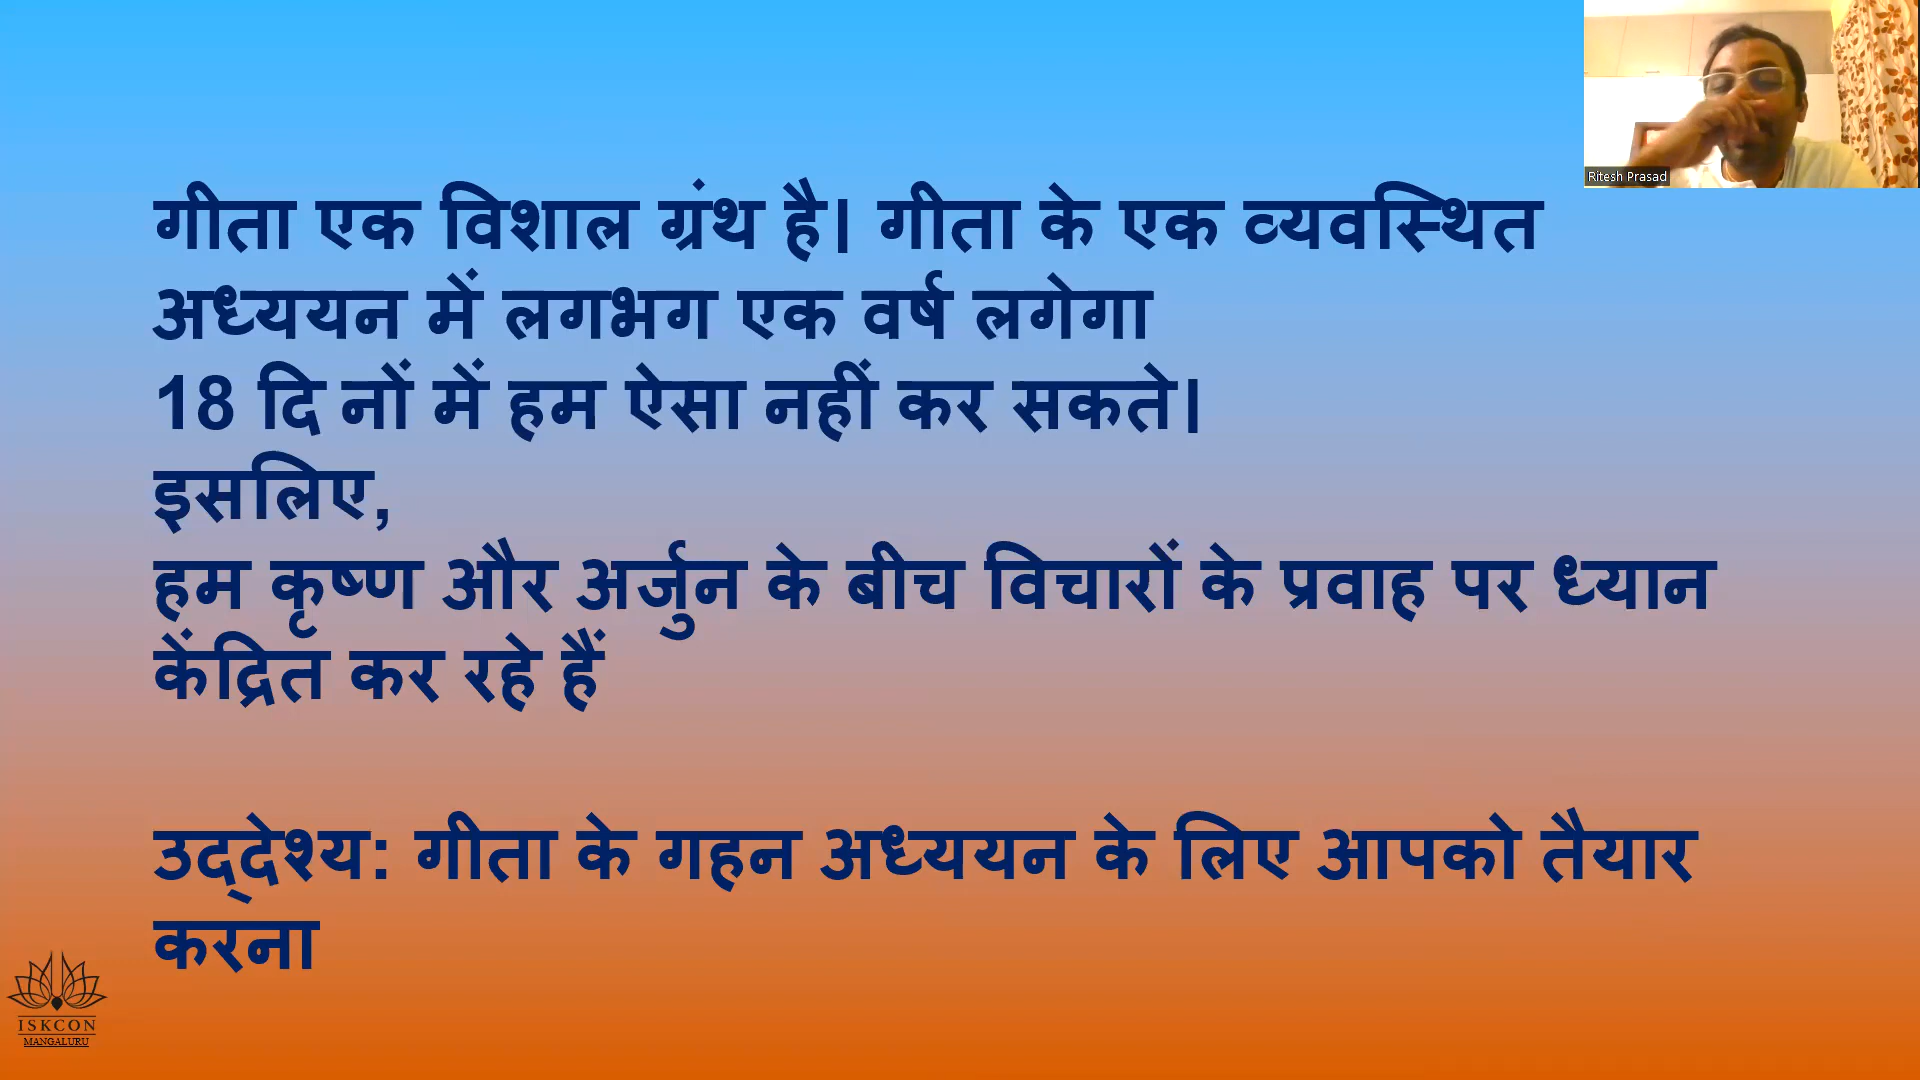 Ritesh Prasad
गीता एक विशाल ग्रंथ है। गीता के एक व्यवस्थित
अध्ययन में लगभग एक वर्ष लगेगा
18 दि नों में हम ऐसा नहीं कर सकते।
इसलिए,
हम कृष्ण और अर्जुन के बीच विचारों के प्रवाह पर ध्यान
केंद्रित कर रहे हैं
उद्देश्य: गीता के गहन अध्ययन के लिए आपको तैयार
करना
ISKCON
MANGALURU